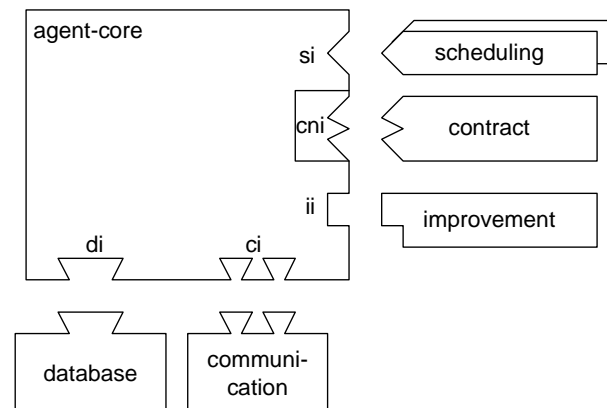 agent-core
si
scheduling
cni
contract
ii
improvement
di
ci
database
communi-
cation